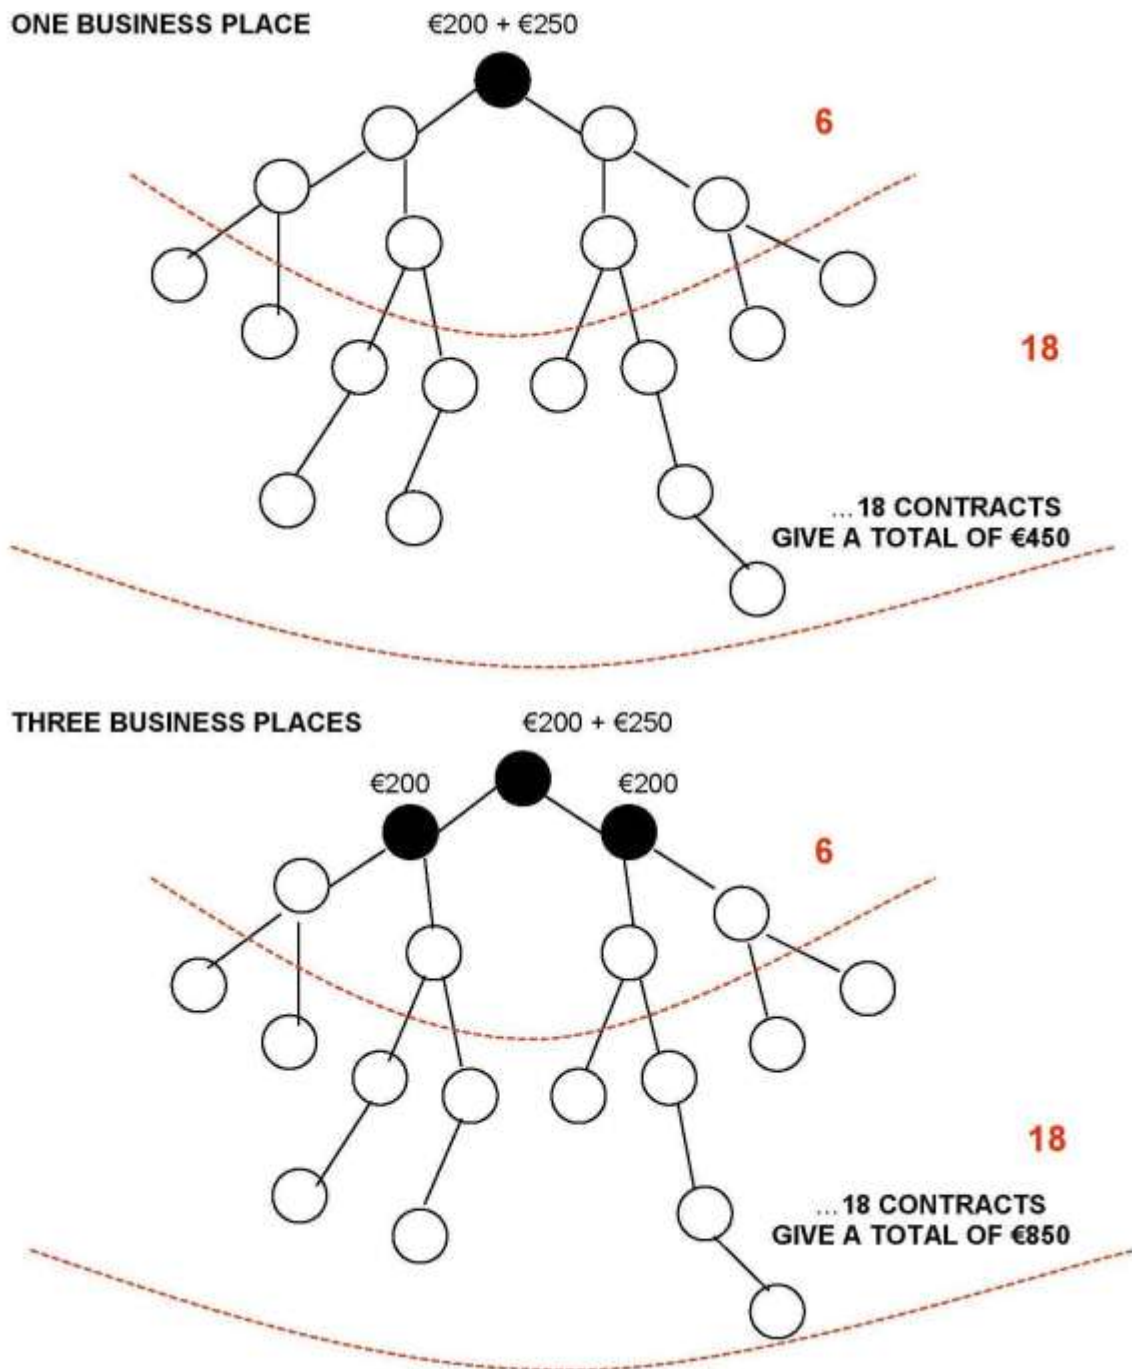 ONE BUSINESS PLACE €200 + €250
6
18
...18 CONTRACTS
GIVE A TOTAL OF €450
THREE BUSINESS PLACES €200 + €250
€200 €200
6
18
...18 CONTRACTS
GIVE A TOTAL OF €850